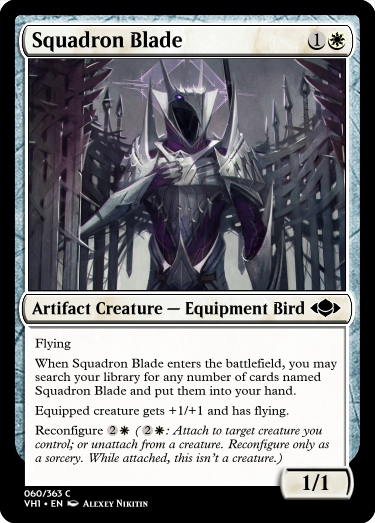 Squadron Blade 1
Artifact Creature — Equipment Bird
Flying
When Squadron Blade enters the battlefield, you may
search your library for any number of cards named
Squadron Blade and put them into your hand.
Equipped creature gets +1/+1 and has flying.
Reconfigure 2 ( 2 : Attach to target creature you
control; or unattach from a creature. Reconfigure only as
a sorcery. While attached, this isn't a creature.)
1/1
060/363 C
VH1 • EN Alexey Nikitin